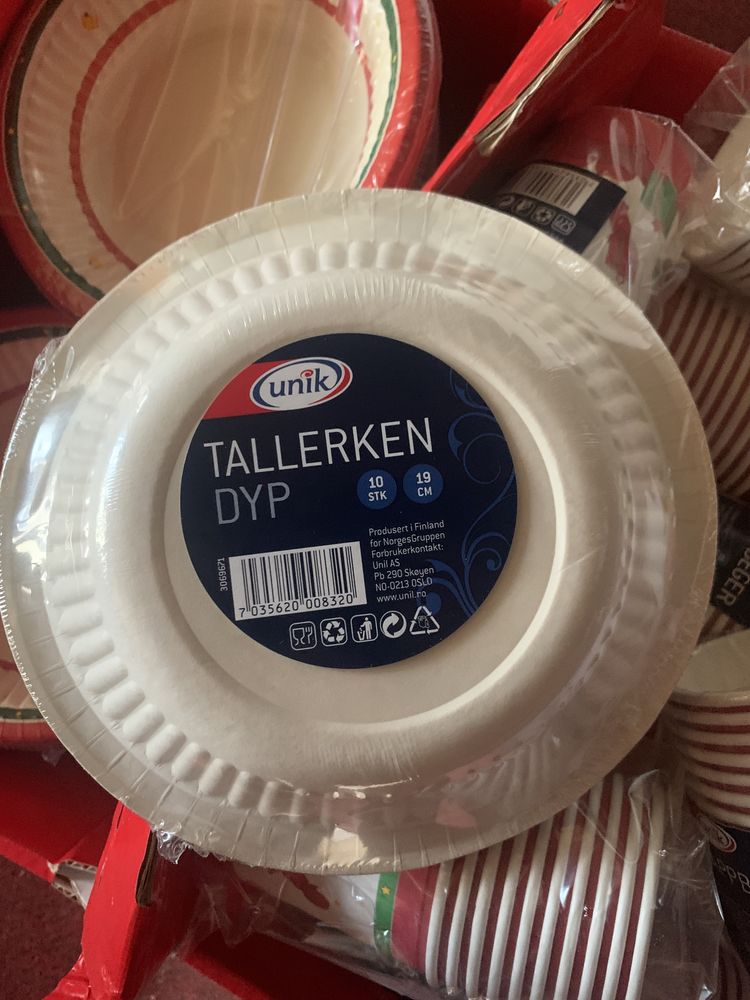 unik
TALLERKEN
DYP
10
STK
19
CM
Produsert i Finland
for NorgesGruppen
Forbrukerkontakt:
Unil AS
Pb 290 Skøyen
NO-0213 OSLO
www.unil.no
3069671
7 035620 008320
unik